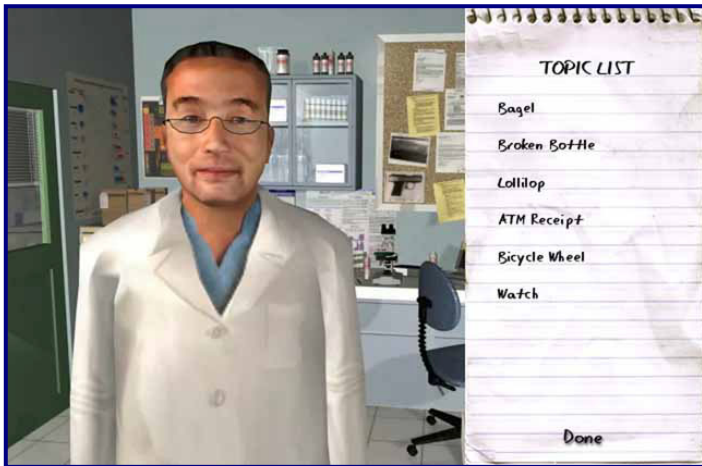 TOPIC LIST
Bagel
Broken Bottle
Lollilop
ATM Receipt
Bicycle Wheel
Watch
Done